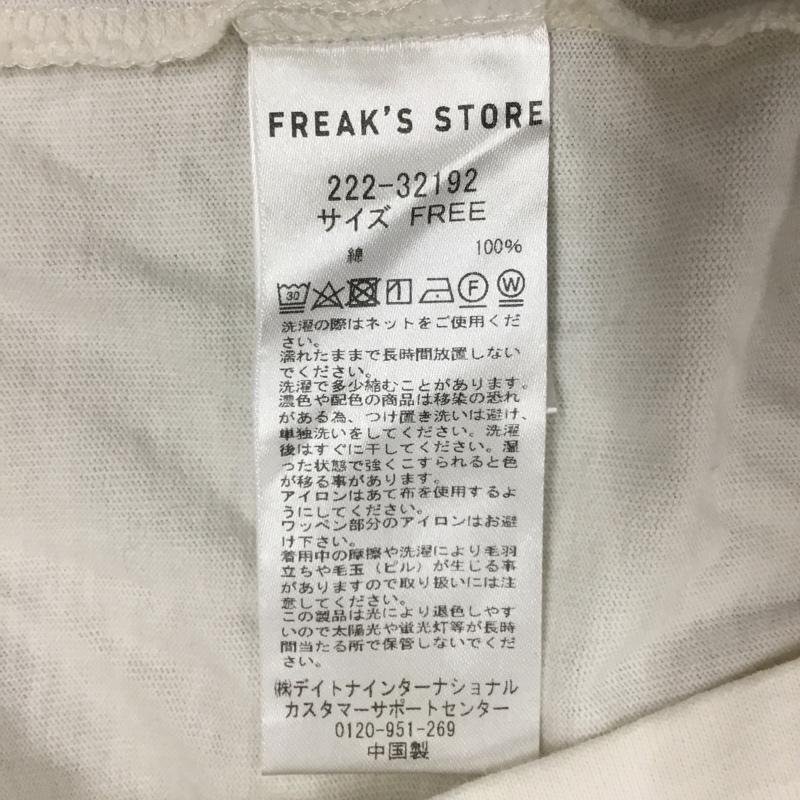 FREAK'S STORE
222-32192
サイズ FREE
綿 100%
30 F W
洗濯の際はネットをご使用くだ
さい。
濡れたままで長時間放置しない
でください。
洗濯で多少縮むことがあります。
濃色や配色の商品は移染の恐れ
がある為、つけ置き洗いは避け、
単独洗いをしてください。洗濯
後はすぐに干してください。湿
った状態で強くこすられると色
が移る事があります。
アイロンはあて布を使用するよ
うにしてください。
ワッペン部分のアイロンはお避
け下さい。
着用中の摩擦や洗濯により毛羽
立ちや毛玉（ピル）が生じる事
がありますので取り扱いには注
意してください。
この製品は光により退色しやす
いので太陽光や蛍光灯等が長時
間当たる所で保管しないでくだ
さい。
㈱デイトナインターナショナル
カスタマーサポートセンター
0120-951-269
中国製